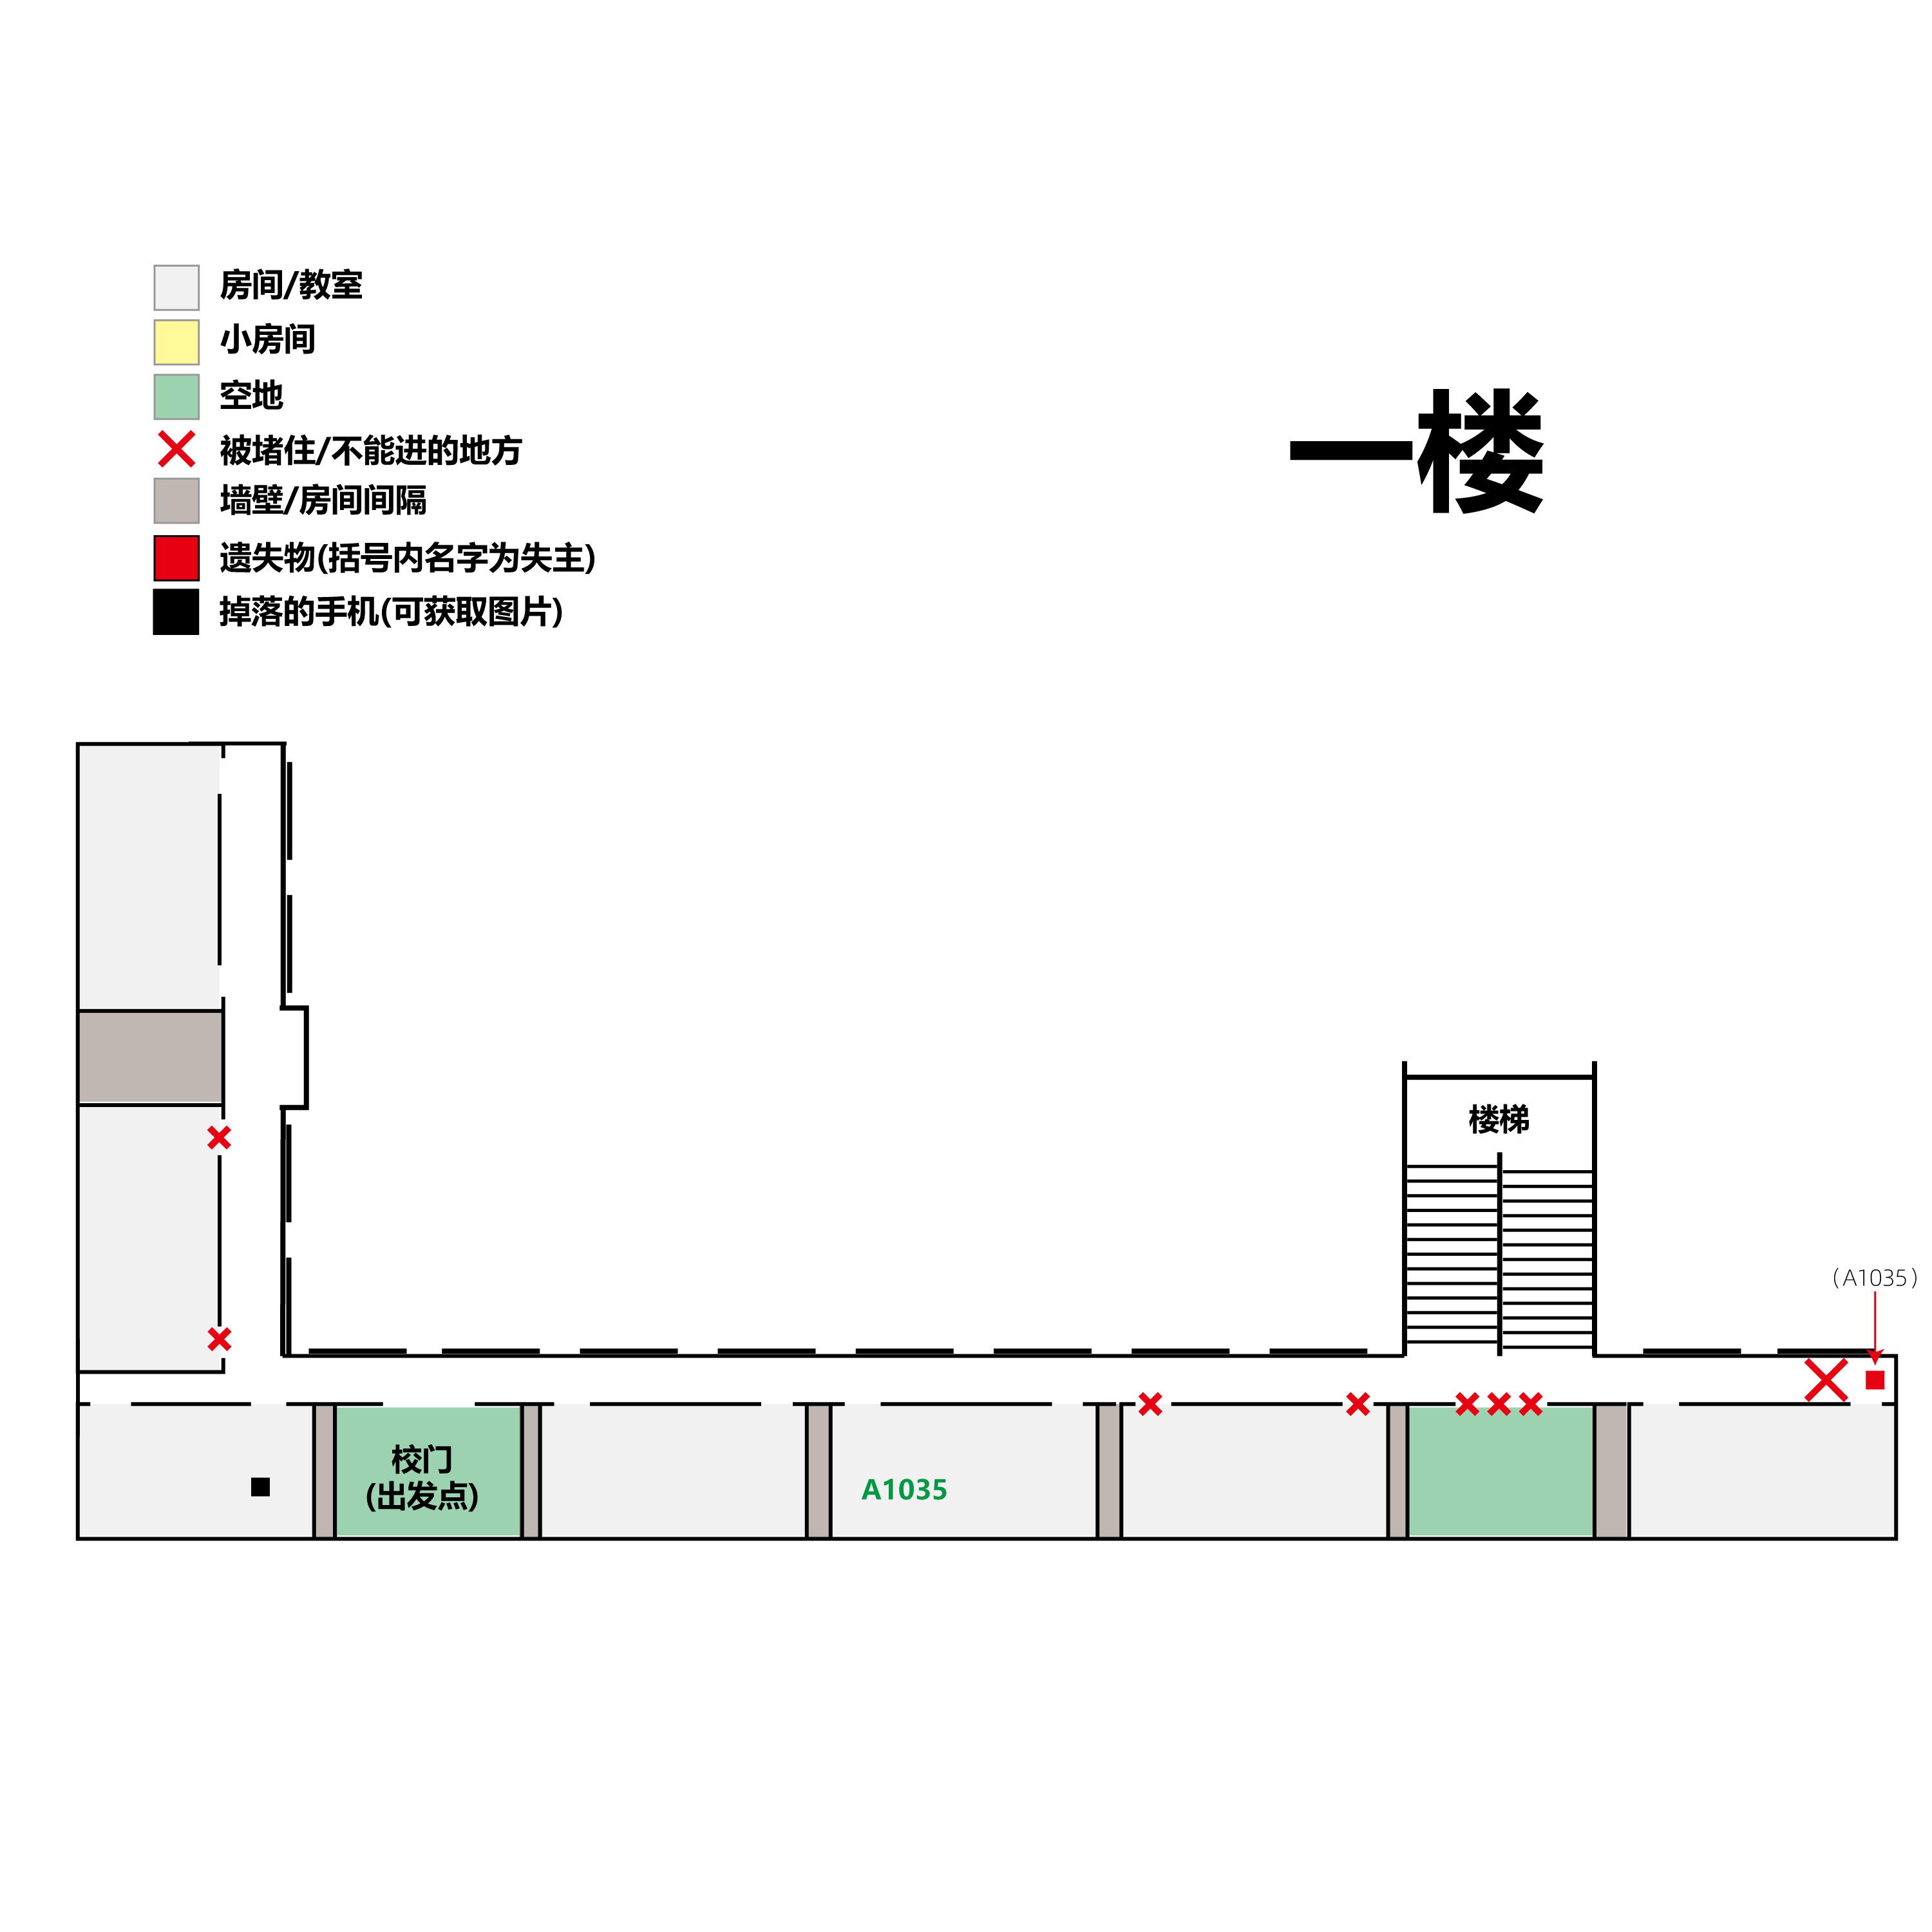 房间/教室
小房间
空地
被堵住/不能进的地方
墙壁/房间间隔
遗失物(括号内名字为失主)
掉落的手机(可获取图片)
一楼
楼梯
(A1035)
校门
(出发点)
A1035